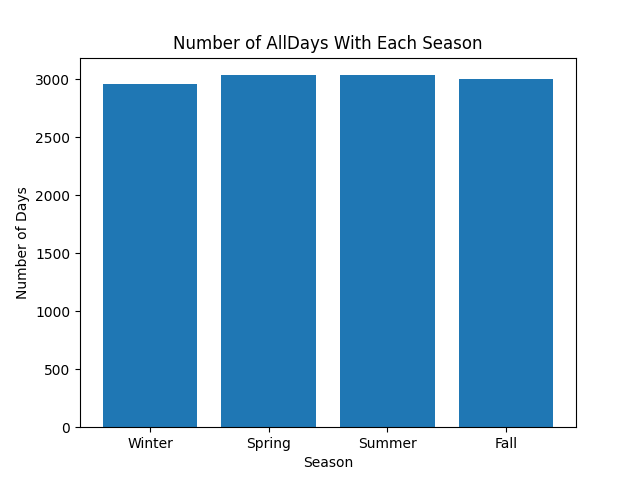 Number of AllDays With Each Season
Number of Days
3000
2500
2000
1500
1000
500
0
Winter Spring Summer Fall
Season